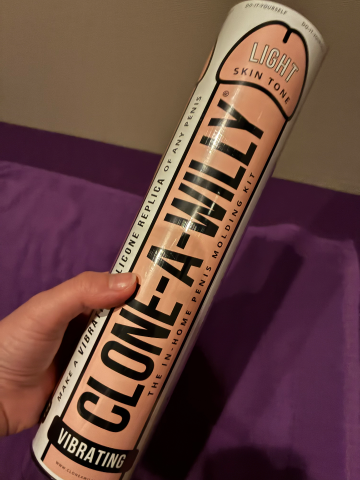 DO-IT-YOURSELF
LIGHT
SKIN TONE
CLONE-A-WILLY®
THE IN-HOME PENIS MOLDING KIT
MAKE A VIBRA SILICONE REPLICA OF ANY PENIS
VIBRATING